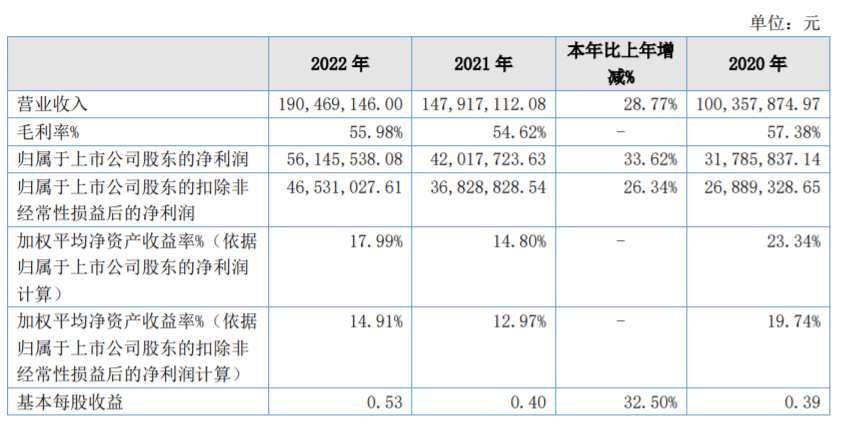 单位：元
2022 年 2021 年 本年比上年增减% 2020 年
营业收入 190,469,146.00 147,917,112.08 28.77% 100,357,874.97
毛利率% 55.98% 54.62% – 57.38%
归属于上市公司股东的净利润 56,145,538.08 42,017,723.63 33.62% 31,785,837.14
归属于上市公司股东的扣除非 46,531,027.61 36,828,828.54 26.34% 26,889,328.65
经常性损益后的净利润
加权平均净资产收益率%（依据 17.99% 14.80% – 23.34%
归属于上市公司股东的净利润
计算）
加权平均净资产收益率%（依据 14.91% 12.97% – 19.74%
归属于上市公司股东的扣除非
经常性损益后的净利润计算）
基本每股收益 0.53 0.40 32.50% 0.39